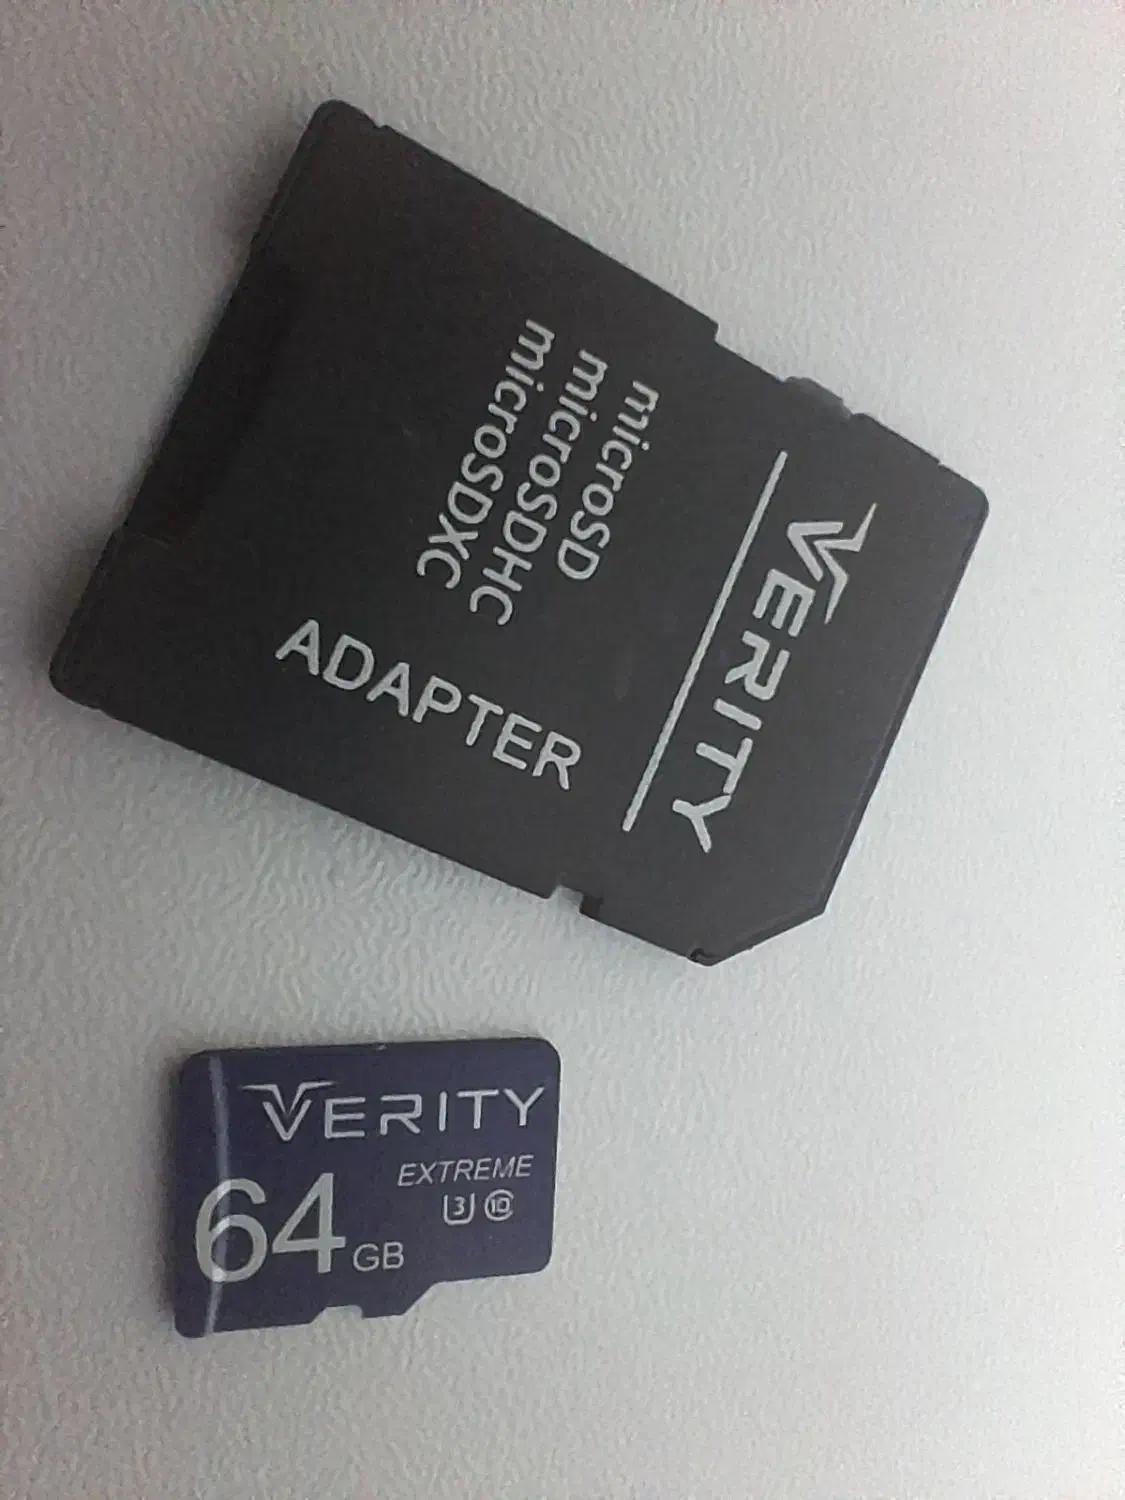 VERITY
microSD
microSDHC
microSDXC
ADAPTER
VERITY
EXTREME
3 10
64 GB